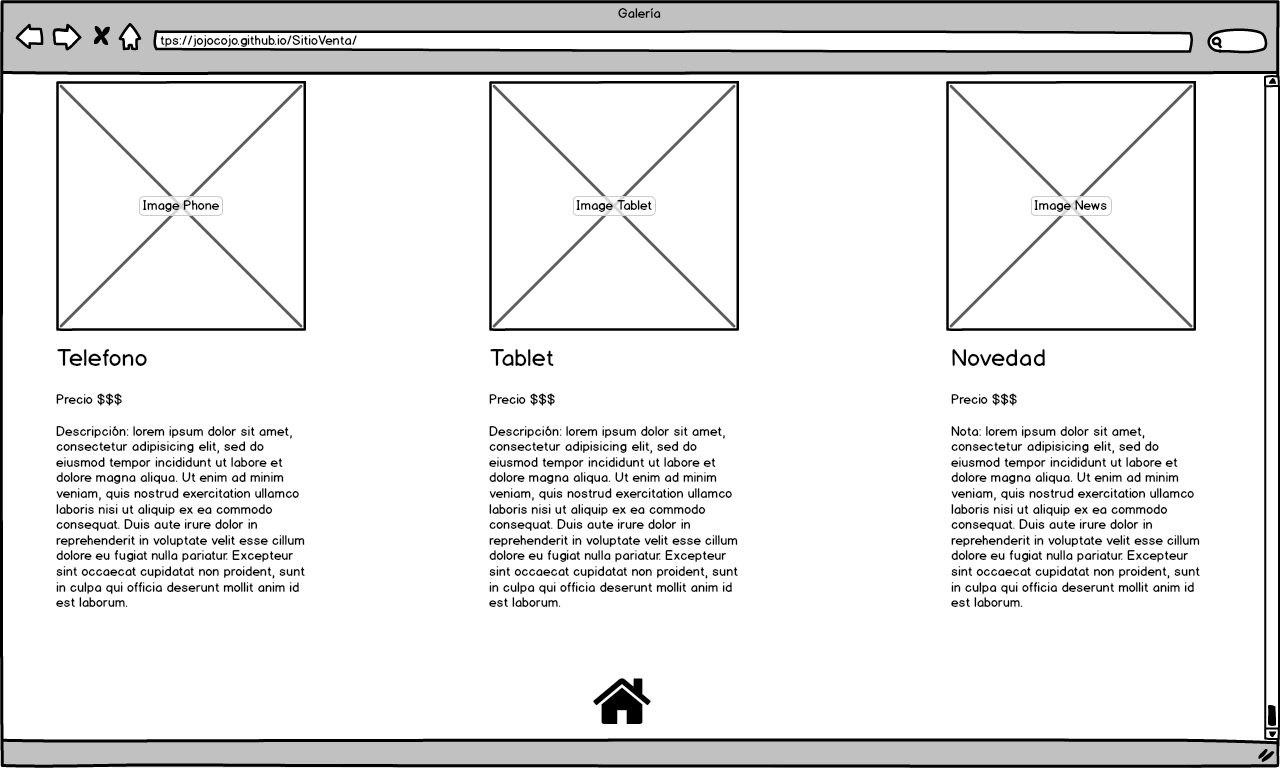 Galería
tps://jojocojo.github.io/SitioVenta/
Image Phone
Image Tablet
Image News
Telefono
Precio $$$
Descripción: lorem ipsum dolor sit amet,
consectetur adipisicing elit, sed do
eiusmod tempor incididunt ut labore et
dolore magna aliqua. Ut enim ad minim
veniam, quis nostrud exercitation ullamco
laboris nisi ut aliquip ex ea commodo
consequat. Duis aute irure dolor in
reprehenderit in voluptate velit esse cillum
dolore eu fugiat nulla pariatur. Excepteur
sint occaecat cupidatat non proident, sunt
in culpa qui officia deserunt mollit anim id
est laborum.
Tablet
Precio $$$
Descripción: lorem ipsum dolor sit amet,
consectetur adipisicing elit, sed do
eiusmod tempor incididunt ut labore et
dolore magna aliqua. Ut enim ad minim
veniam, quis nostrud exercitation ullamco
laboris nisi ut aliquip ex ea commodo
consequat. Duis aute irure dolor in
reprehenderit in voluptate velit esse cillum
dolore eu fugiat nulla pariatur. Excepteur
sint occaecat cupidatat non proident, sunt
in culpa qui officia deserunt mollit anim id
est laborum.
Novedad
Precio $$$
Nota: lorem ipsum dolor sit amet,
consectetur adipisicing elit, sed do
eiusmod tempor incididunt ut labore et
dolore magna aliqua. Ut enim ad minim
veniam, quis nostrud exercitation ullamco
laboris nisi ut aliquip ex ea commodo
consequat. Duis aute irure dolor in
reprehenderit in voluptate velit esse cillum
dolore eu fugiat nulla pariatur. Excepteur
sint occaecat cupidatat non proident, sunt
in culpa qui officia deserunt mollit anim id
est laborum.